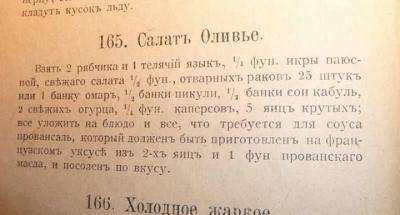 кладутъ кусокъ льду.
165. Салатъ Оливье.
Взять 2 рябчика и 1 телячій языкъ, ¼ фун. икры паюс-
ной, свѣжаго салата ½ фун., отварныхъ раковъ 25 штукъ
или 1 банку омаръ, ½ банки пикули, ½ банки сои кабуль,
2 свѣжихъ огурца, ¼ фун. каперсовъ, 5 яицъ крутыхъ;
все уложить на блюдо и все, что требуется для соуса
провансаль, который долженъ быть приготовленъ на фран-
цузскомъ уксусѣ изъ 2-хъ яицъ и 1 фун. прованскаго
масла, и посоленъ по вкусу.
166. Холодное жаркое.